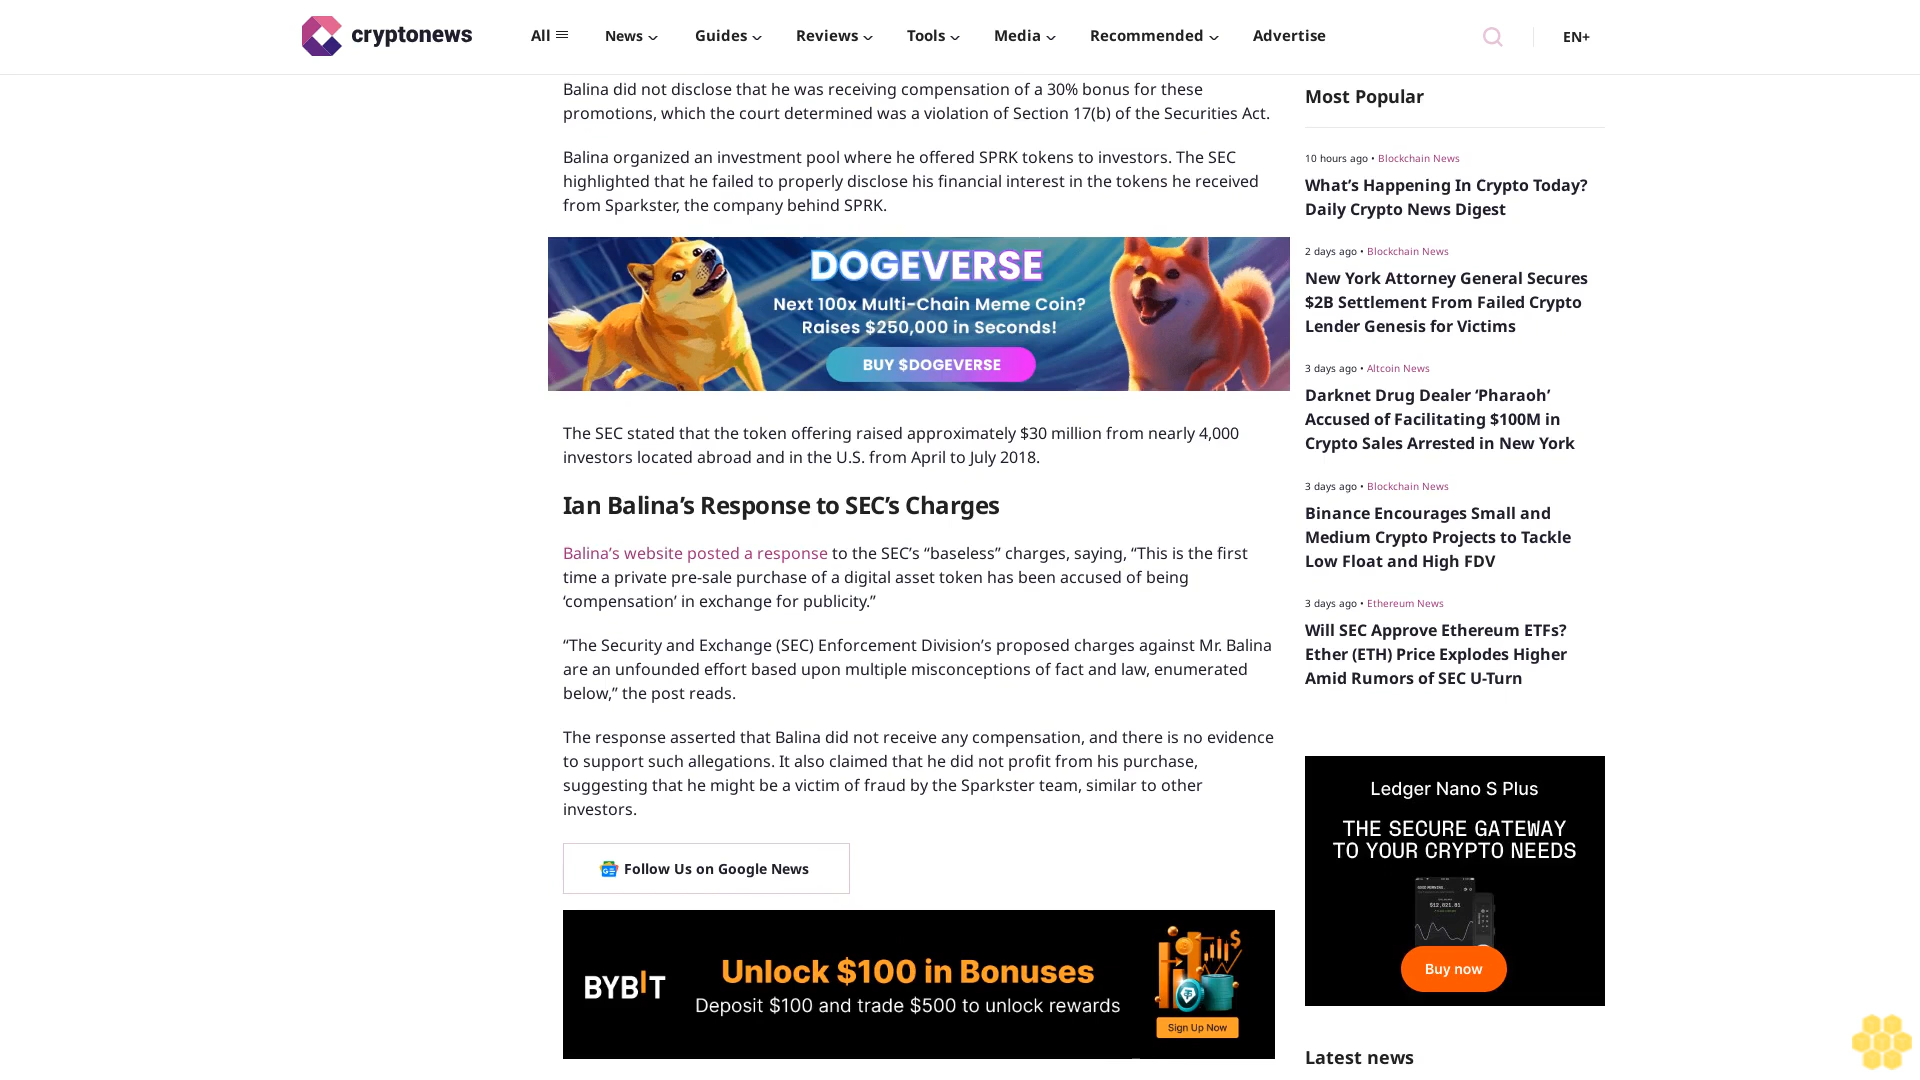 cryptonews
All
News
Guides
Reviews
Tools
Media
Recommended
Advertise
EN+
Balina did not disclose that he was receiving compensation of a 30% bonus for these
promotions, which the court determined was a violation of Section 17(b) of the Securities Act.
Balina organized an investment pool where he offered SPRK tokens to investors. The SEC
highlighted that he failed to properly disclose his financial interest in the tokens he received
from Sparkster, the company behind SPRK.
DOGEVERSE
Next 100x Multi-Chain Meme Coin?
Raises $250,000 in Seconds!
BUY $DOGEVERSE
The SEC stated that the token offering raised approximately $30 million from nearly 4,000
investors located abroad and in the U.S. from April to July 2018.
Ian Balina’s Response to SEC’s Charges
Balina’s website posted a response to the SEC’s “baseless” charges, saying, “This is the first
time a private pre-sale purchase of a digital asset token has been accused of being
‘compensation’ in exchange for publicity.”
“The Security and Exchange (SEC) Enforcement Division’s proposed charges against Mr. Balina
are an unfounded effort based upon multiple misconceptions of fact and law, enumerated
below,” the post reads.
The response asserted that Balina did not receive any compensation, and there is no evidence
to support such allegations. It also claimed that he did not profit from his purchase,
suggesting that he might be a victim of fraud by the Sparkster team, similar to other
investors.
Follow Us on Google News
BYBIT
Unlock $100 in Bonuses
Deposit $100 and trade $500 to unlock rewards
Sign Up Now
Most Popular
10 hours ago • Blockchain News
What’s Happening In Crypto Today?
Daily Crypto News Digest
2 days ago • Blockchain News
New York Attorney General Secures
$2B Settlement From Failed Crypto
Lender Genesis for Victims
3 days ago • Altcoin News
Darknet Drug Dealer ‘Pharaoh’
Accused of Facilitating $100M in
Crypto Sales Arrested in New York
3 days ago • Blockchain News
Binance Encourages Small and
Medium Crypto Projects to Tackle
Low Float and High FDV
3 days ago • Ethereum News
Will SEC Approve Ethereum ETFs?
Ether (ETH) Price Explodes Higher
Amid Rumors of SEC U-Turn
Ledger Nano S Plus
THE SECURE GATEWAY
TO YOUR CRYPTO NEEDS
$12,821.81
Buy now
Latest news